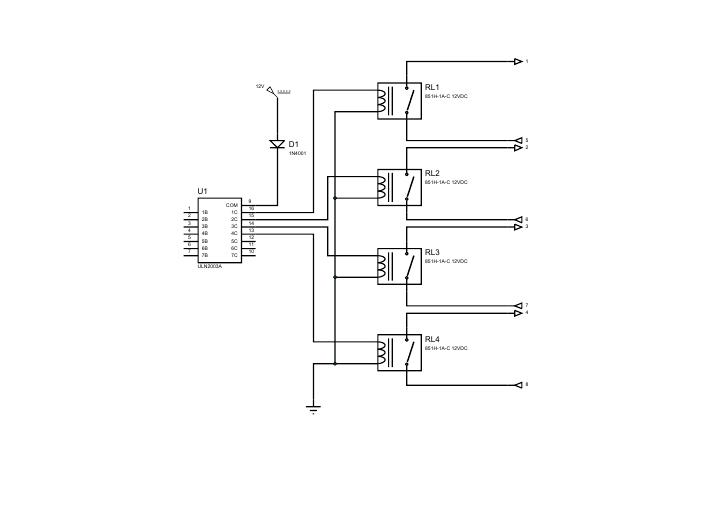 1
RL1
851H-1A-C 12VDC
12V
D1
1N4001
5
2
RL2
851H-1A-C 12VDC
U1
1 1B
2 2B
3 3B
4 4B
5 5B
6 6B
7 7B
COM 9
1C 16
2C 15
3C 14
4C 13
5C 12
6C 11
7C 10
ULN2003A
6
3
RL3
851H-1A-C 12VDC
7
4
RL4
851H-1A-C 12VDC
8